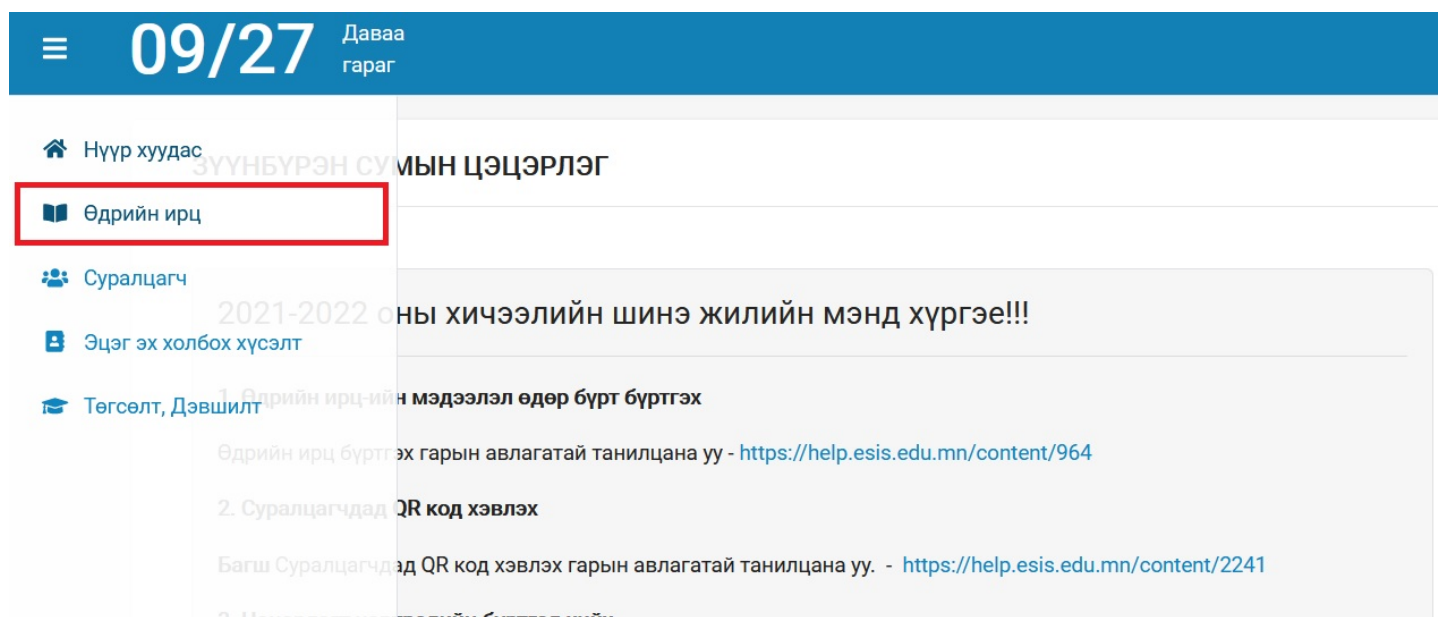 09/27
Даваа
гараг
Нүүр хуудас
Өдрийн ирц
Суралцагч
Эцэг эх холбох хүсэлт
Төгсөлт, Дэвшилт
ЗҮҮНБҮРЭН СУМЫН ЦЭЦЭРЛЭГ
2021-2022 оны хичээлийн шинэ жилийн мэнд хүргэе!!!
1. Өдрийн ирц-ийн мэдээлэл өдөр бүрт бүртгэх
Өдрийн ирц бүртгэх гарын авлагатай танилцана уу - https://help.esis.edu.mn/content/964
2. Суралцагчдад QR код хэвлэх
Багш Суралцагчдад QR код хэвлэх гарын авлагатай танилцана уу. - https://help.esis.edu.mn/content/2241